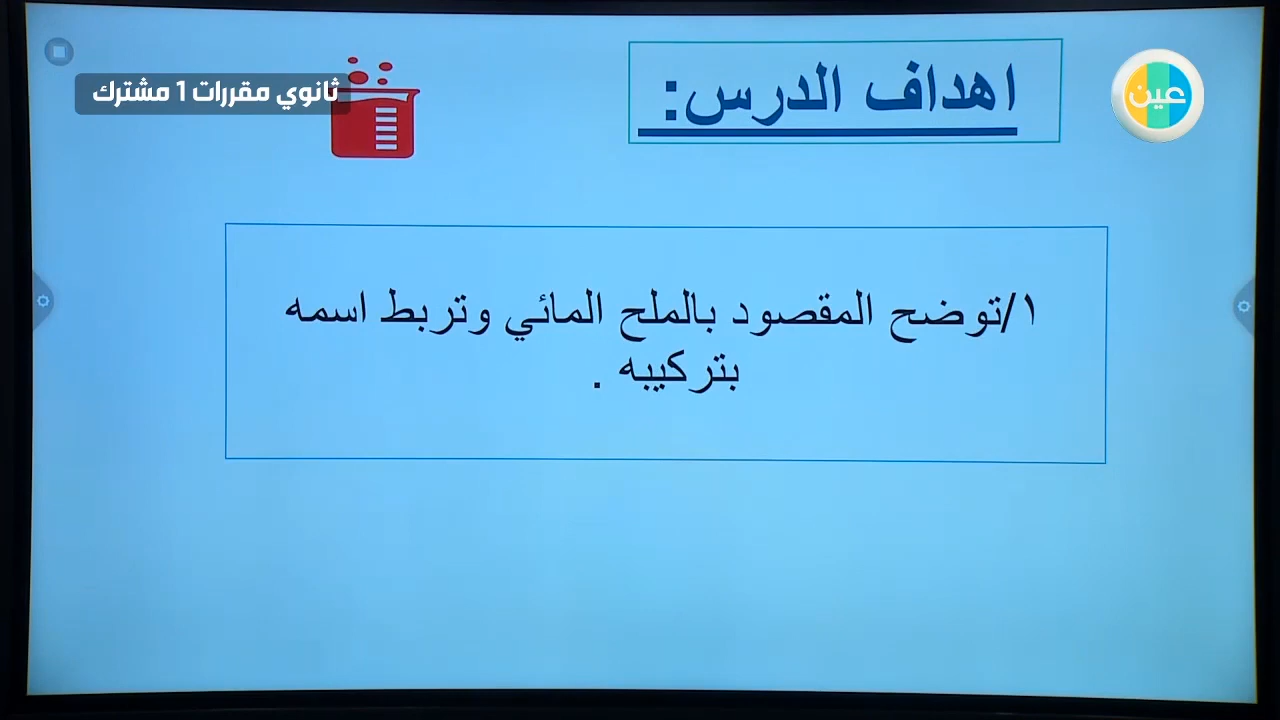 عين
ثانوي مقررات 1 مشترك
اهداف الدرس:
١/توضح المقصود بالملح المائي وتربط اسمه
بتركيبه .